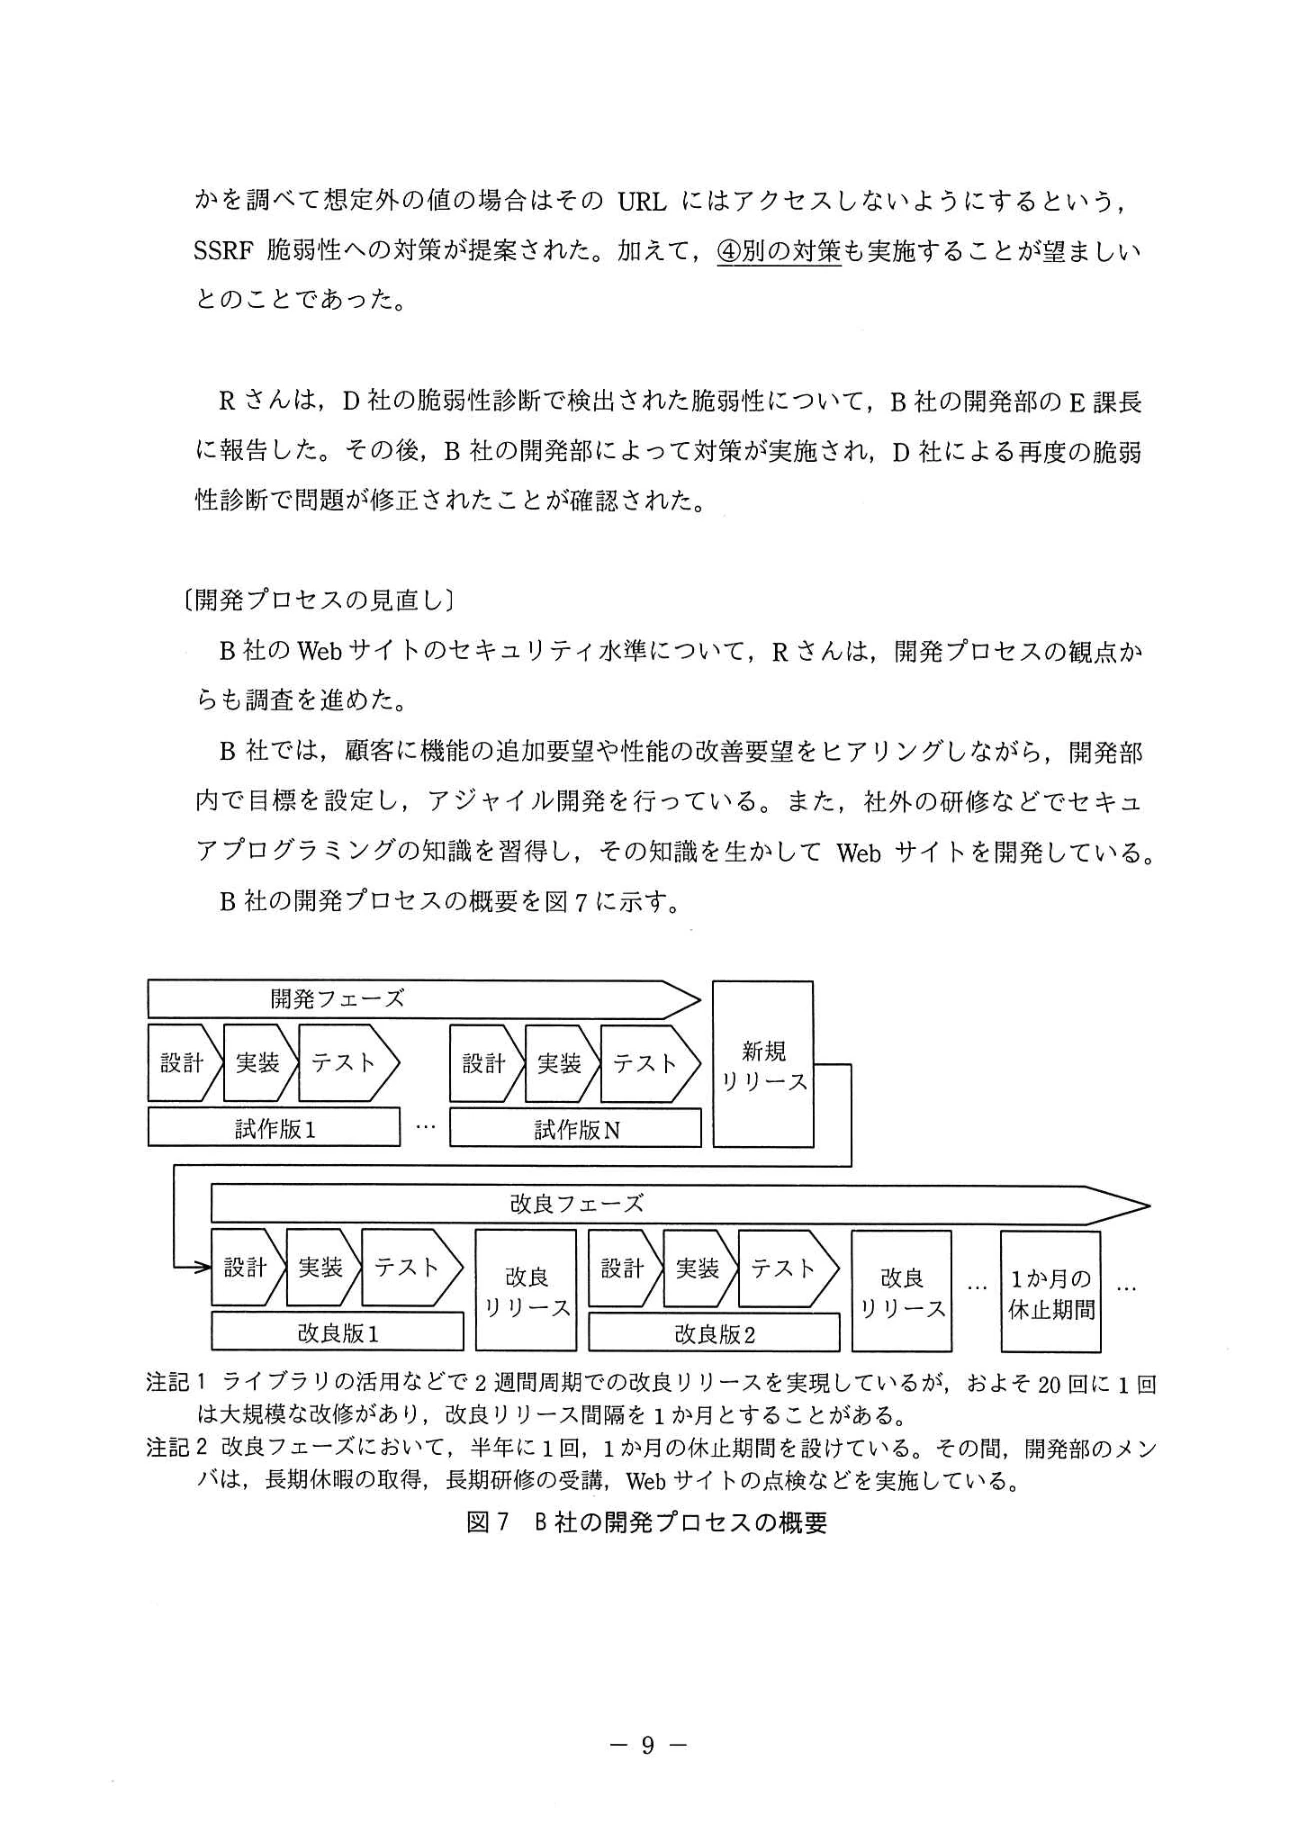 かを調べて想定外の値の場合はその URL にはアクセスしないようにするという，
SSRF 脆弱性への対策が提案された。加えて，④別の対策も実施することが望ましい
とのことであった。
R さんは，D 社の脆弱性診断で検出された脆弱性について，B 社の開発部の E 課長
に報告した。その後，B 社の開発部によって対策が実施され，D 社による再度の脆弱
性診断で問題が修正されたことが確認された。
〔開発プロセスの見直し〕
B 社の Web サイトのセキュリティ水準について，R さんは，開発プロセスの観点か
らも調査を進めた。
B 社では，顧客に機能の追加要望や性能の改善要望をヒアリングしながら，開発部
内で目標を設定し，アジャイル開発を行っている。また，社外の研修などでセキュ
アプログラミングの知識を習得し，その知識を生かして Web サイトを開発している。
B 社の開発プロセスの概要を図 7 に示す。
開発フェーズ
設計 実装 テスト 設計 実装 テスト
新規
リリース
試作版1 … 試作版N
改良フェーズ
設計 実装 テスト
改良
リリース
設計 実装 テスト
改良
リリース
…
1か月の
休止期間
…
改良版1 改良版2
注記 1 ライブラリの活用などで 2 週間周期での改良リリースを実現しているが，およそ 20 回に 1 回
は大規模な改修があり，改良リリース間隔を 1 か月とすることがある。
注記 2 改良フェーズにおいて，半年に 1 回，1 か月の休止期間を設けている。その間，開発部のメン
バは，長期休暇の取得，長期研修の受講，Web サイトの点検などを実施している。
図 7 B 社の開発プロセスの概要
― 9 ―